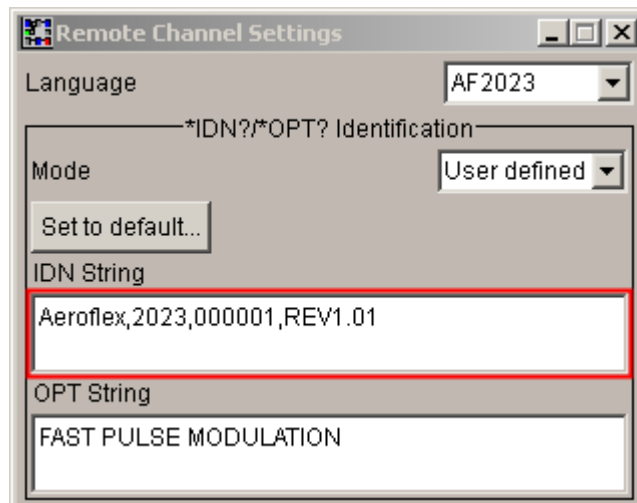 Remote Channel Settings
Language AF2023
*IDN?/*OPT? Identification
Mode User defined
Set to default...
IDN String
Aeroflex,2023,000001,REV1.01
OPT String
FAST PULSE MODULATION